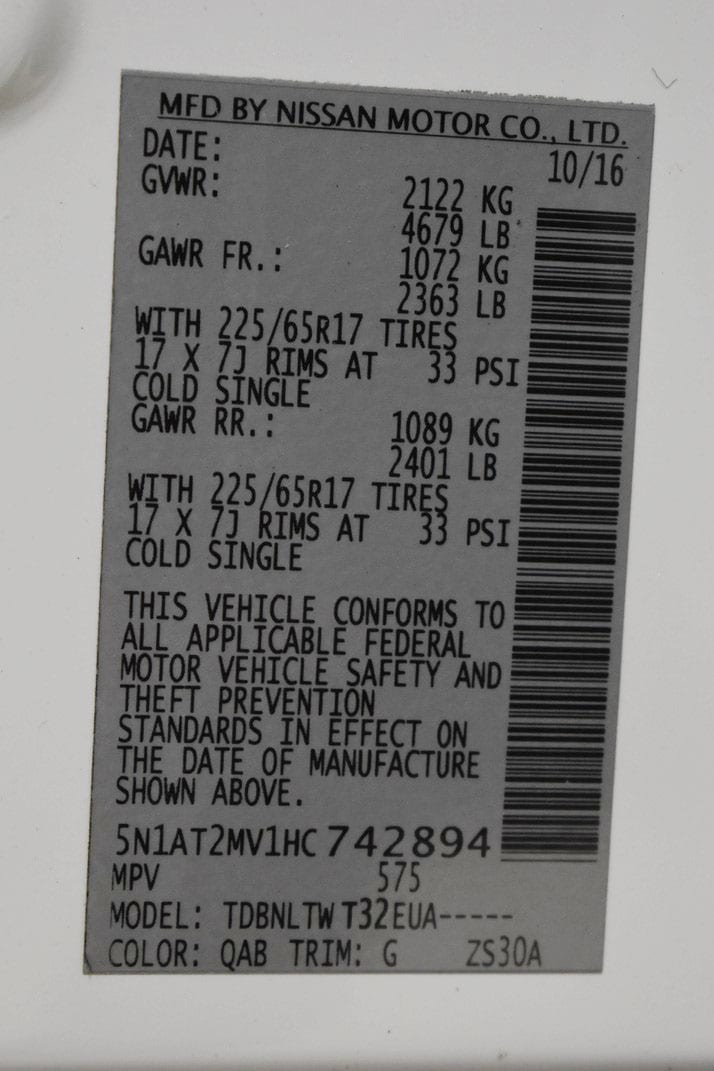 MFD BY NISSAN MOTOR CO., LTD.
DATE: 10/16
GVWR: 2122 KG
4679 LB
GAWR FR.: 1072 KG
2363 LB
WITH 225/65R17 TIRES
17 X 7J RIMS AT 33 PSI
COLD SINGLE
GAWR RR.: 1089 KG
2401 LB
WITH 225/65R17 TIRES
17 X 7J RIMS AT 33 PSI
COLD SINGLE
THIS VEHICLE CONFORMS TO
ALL APPLICABLE FEDERAL
MOTOR VEHICLE SAFETY AND
THEFT PREVENTION
STANDARDS IN EFFECT ON
THE DATE OF MANUFACTURE
SHOWN ABOVE.
5N1AT2MV1HC742894
MPV 575
MODEL: TDBNLTW T32EUA-----
COLOR: QAB TRIM: G ZS30A